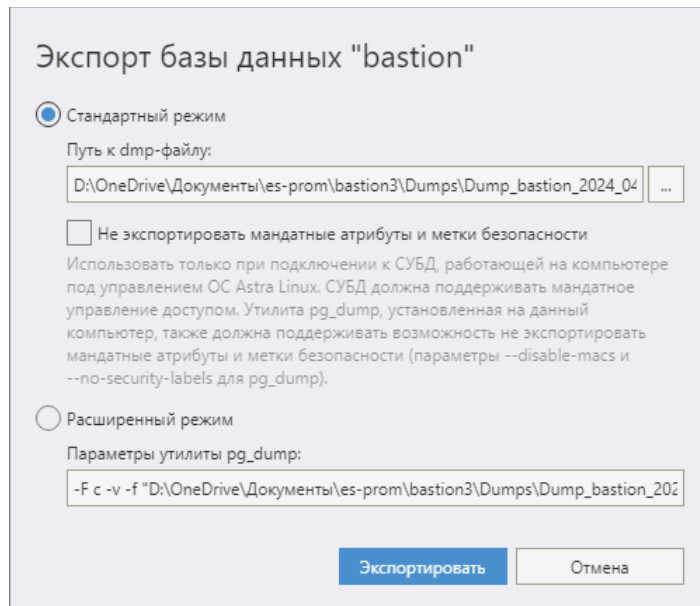 Экспорт базы данных "bastion"
Стандартный режим
Путь к dmp-файлу:
D:\OneDrive\Документы\es-prom\bastion3\Dumps\Dump_bastion_2024_04
...
Не экспортировать мандатные атрибуты и метки безопасности
Использовать только при подключении к СУБД, работающей на компьютере
под управлением ОС Astra Linux. СУБД должна поддерживать мандатное
управление доступом. Утилита pg_dump, установленная на данный
компьютер, также должна поддерживать возможность не экспортировать
мандатные атрибуты и метки безопасности (параметры --disable-macs и
--no-security-labels для pg_dump).
Расширенный режим
Параметры утилиты pg_dump:
-F c -v -f "D:\OneDrive\Документы\es-prom\bastion3\Dumps\Dump_bastion_202
Экспортировать
Отмена